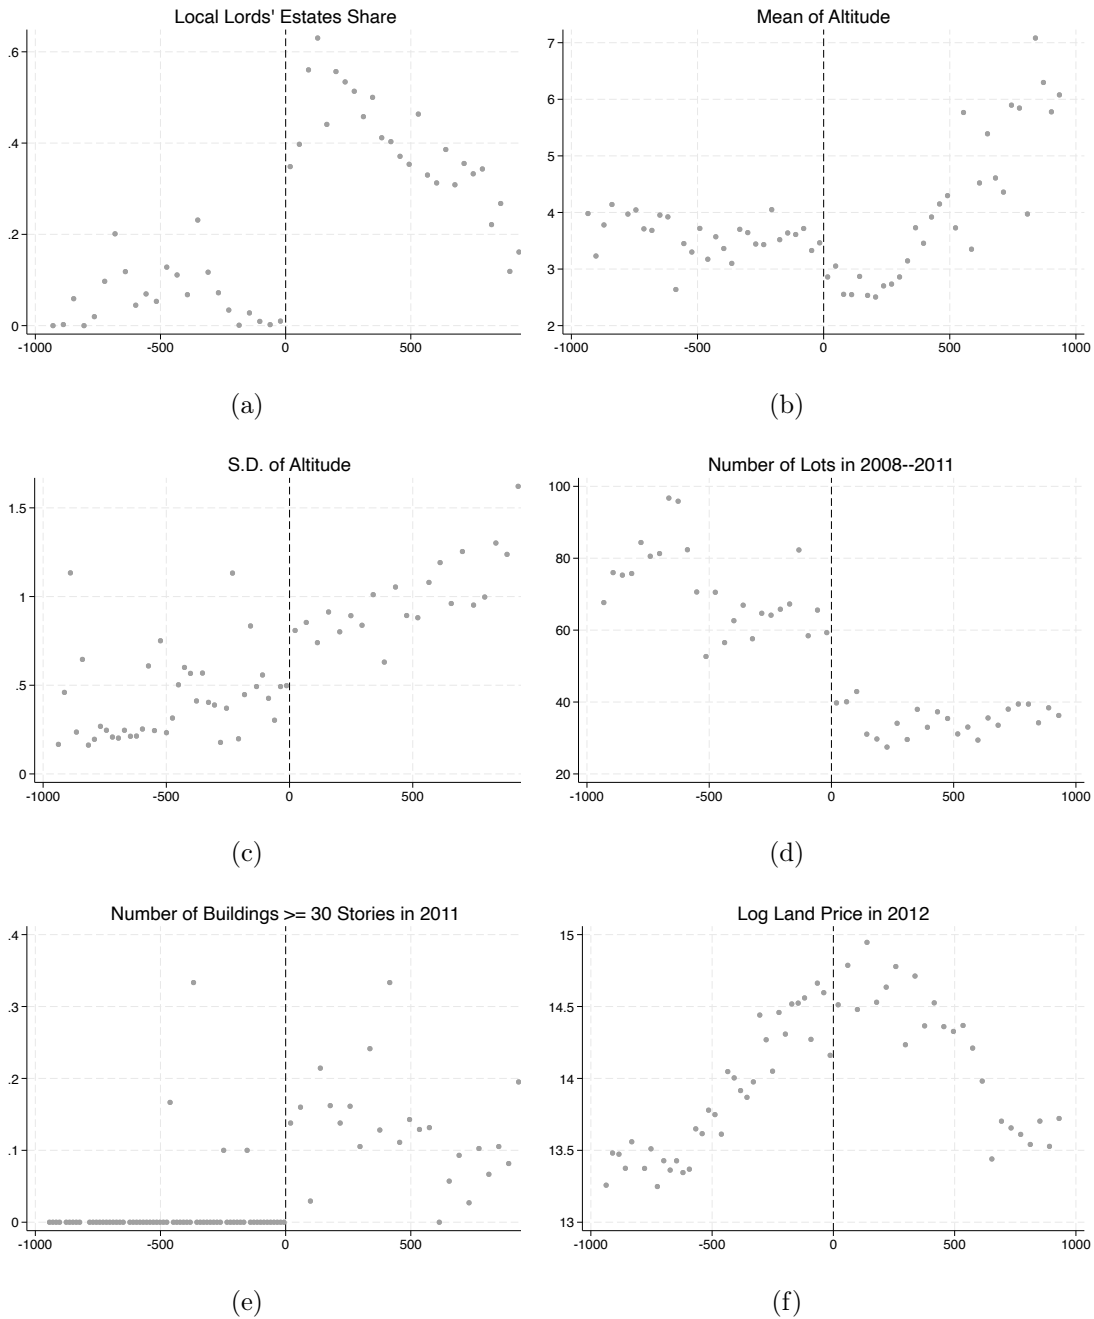 Local Lords' Estates Share
.6
.4
.2
0
-1000 -500 0 500
(a)
Mean of Altitude
7
6
5
4
3
2
-1000 -500 0 500 1000
(b)
S.D. of Altitude
1.5
1
.5
0
-1000 -500 0 500
(c)
Number of Lots in 2008--2011
100
80
60
40
20
-1000 -500 0 500 1000
(d)
Number of Buildings >= 30 Stories in 2011
.4
.3
.2
.1
0
-1000 -500 0 500
(e)
Log Land Price in 2012
15
14.5
14
13.5
13
-1000 -500 0 500 1000
(f)